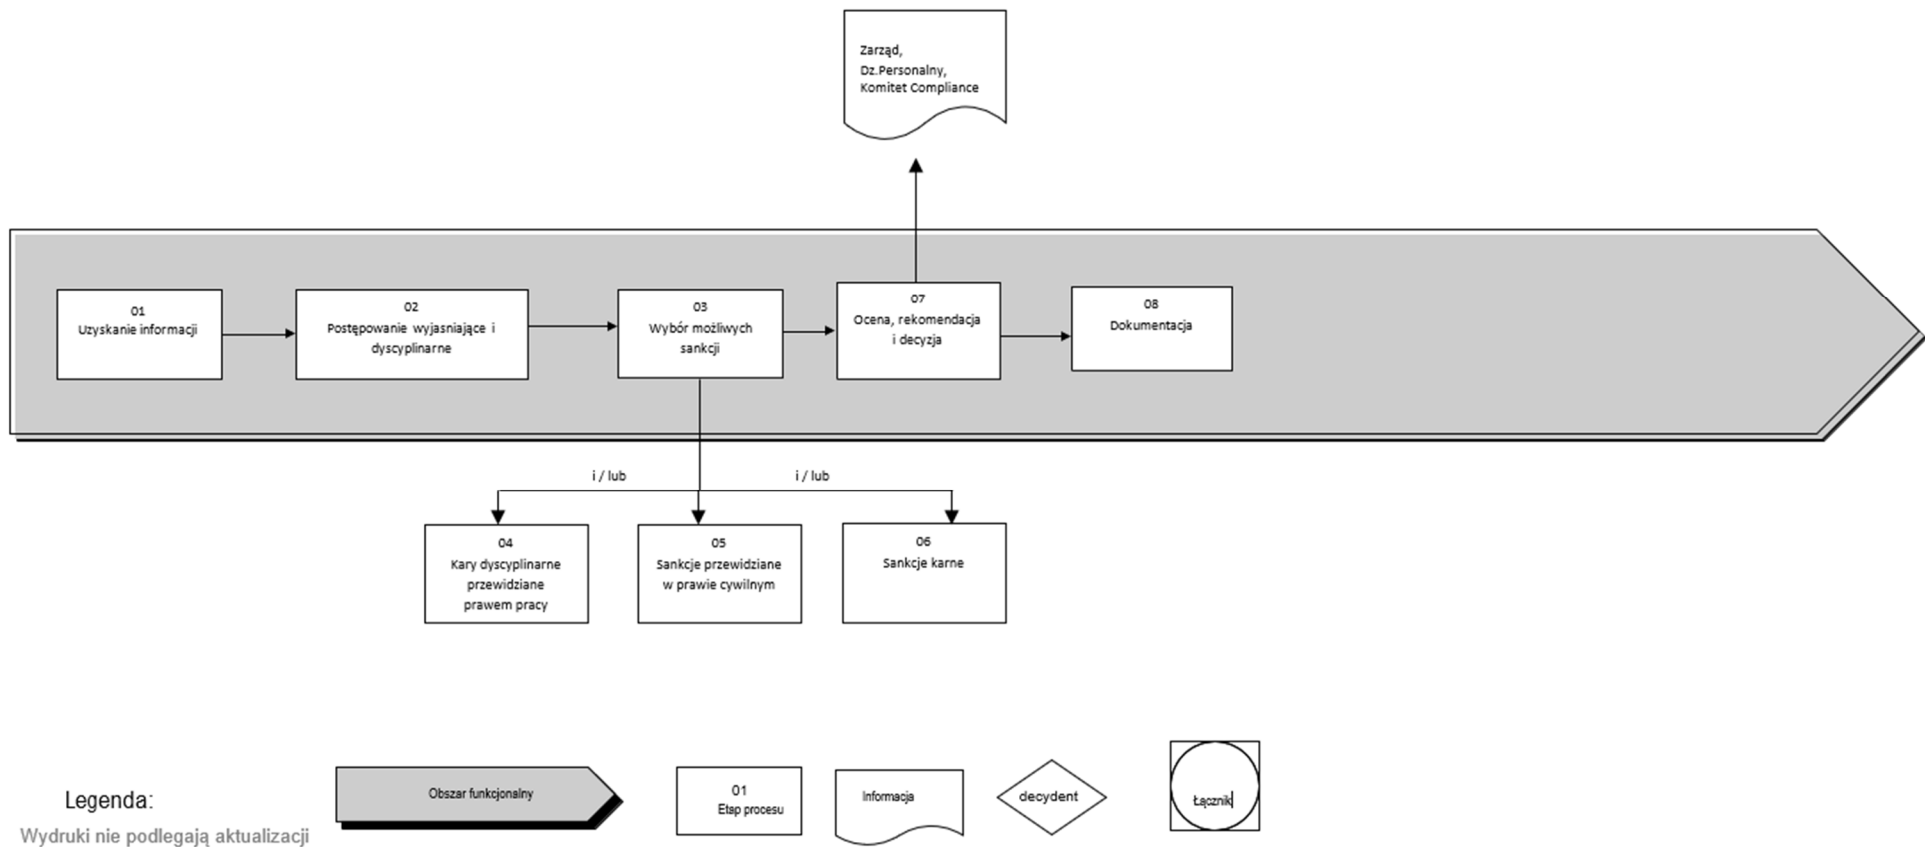 Zarząd,
Dz.Personalny,
Komitet Compliance
01
Uzyskanie informacji
02
Postępowanie wyjasniające i
dyscyplinarne
03
Wybór możliwych
sankcji
07
Ocena, rekomendacja
i decyzja
08
Dokumentacja
i / lub
i / lub
04
Kary dyscyplinarne
przewidziane
prawem pracy
05
Sankcje przewidziane
w prawie cywilnym
06
Sankcje karne
Legenda:
Obszar funkcjonalny
01
Etap procesu
Informacja
decydent
Łącznik
Wydruki nie podlegają aktualizacji